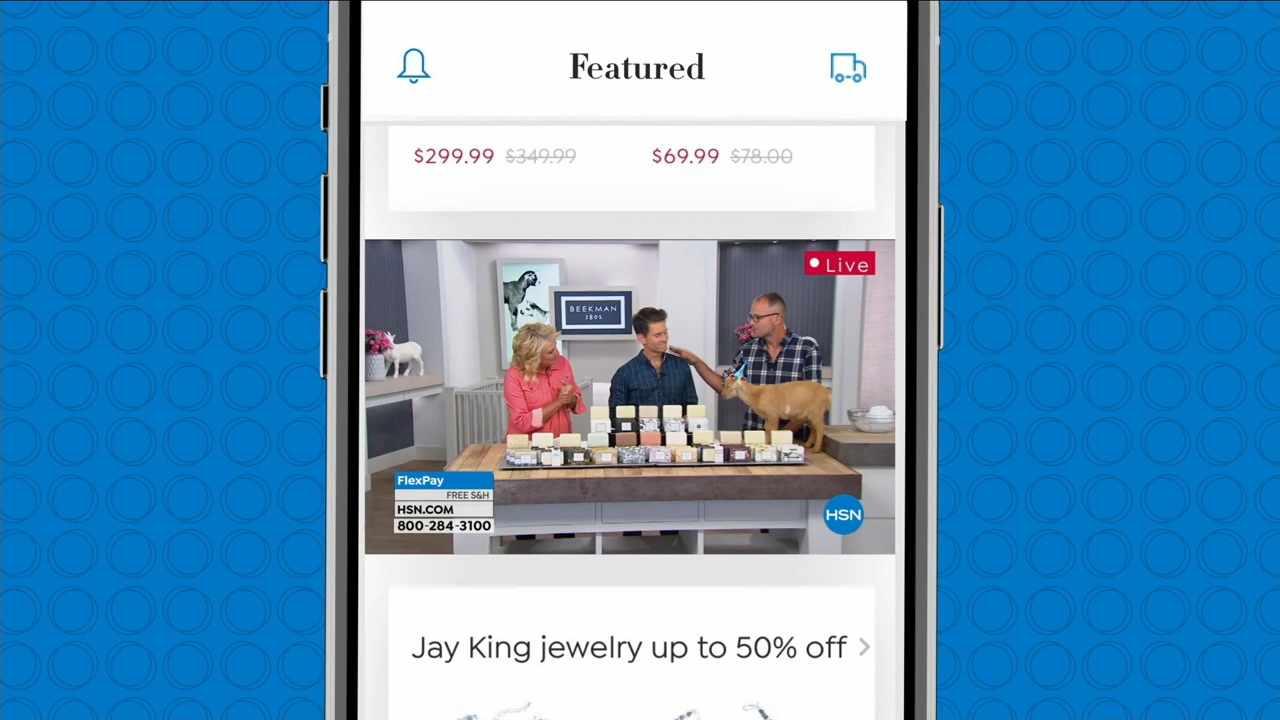 Featured
$299.99 $349.99 $69.99 $78.00
Live
BEEKMAN
1802
FlexPay
FREE S&H
HSN.COM
800-284-3100
HSN
Jay King jewelry up to 50% off